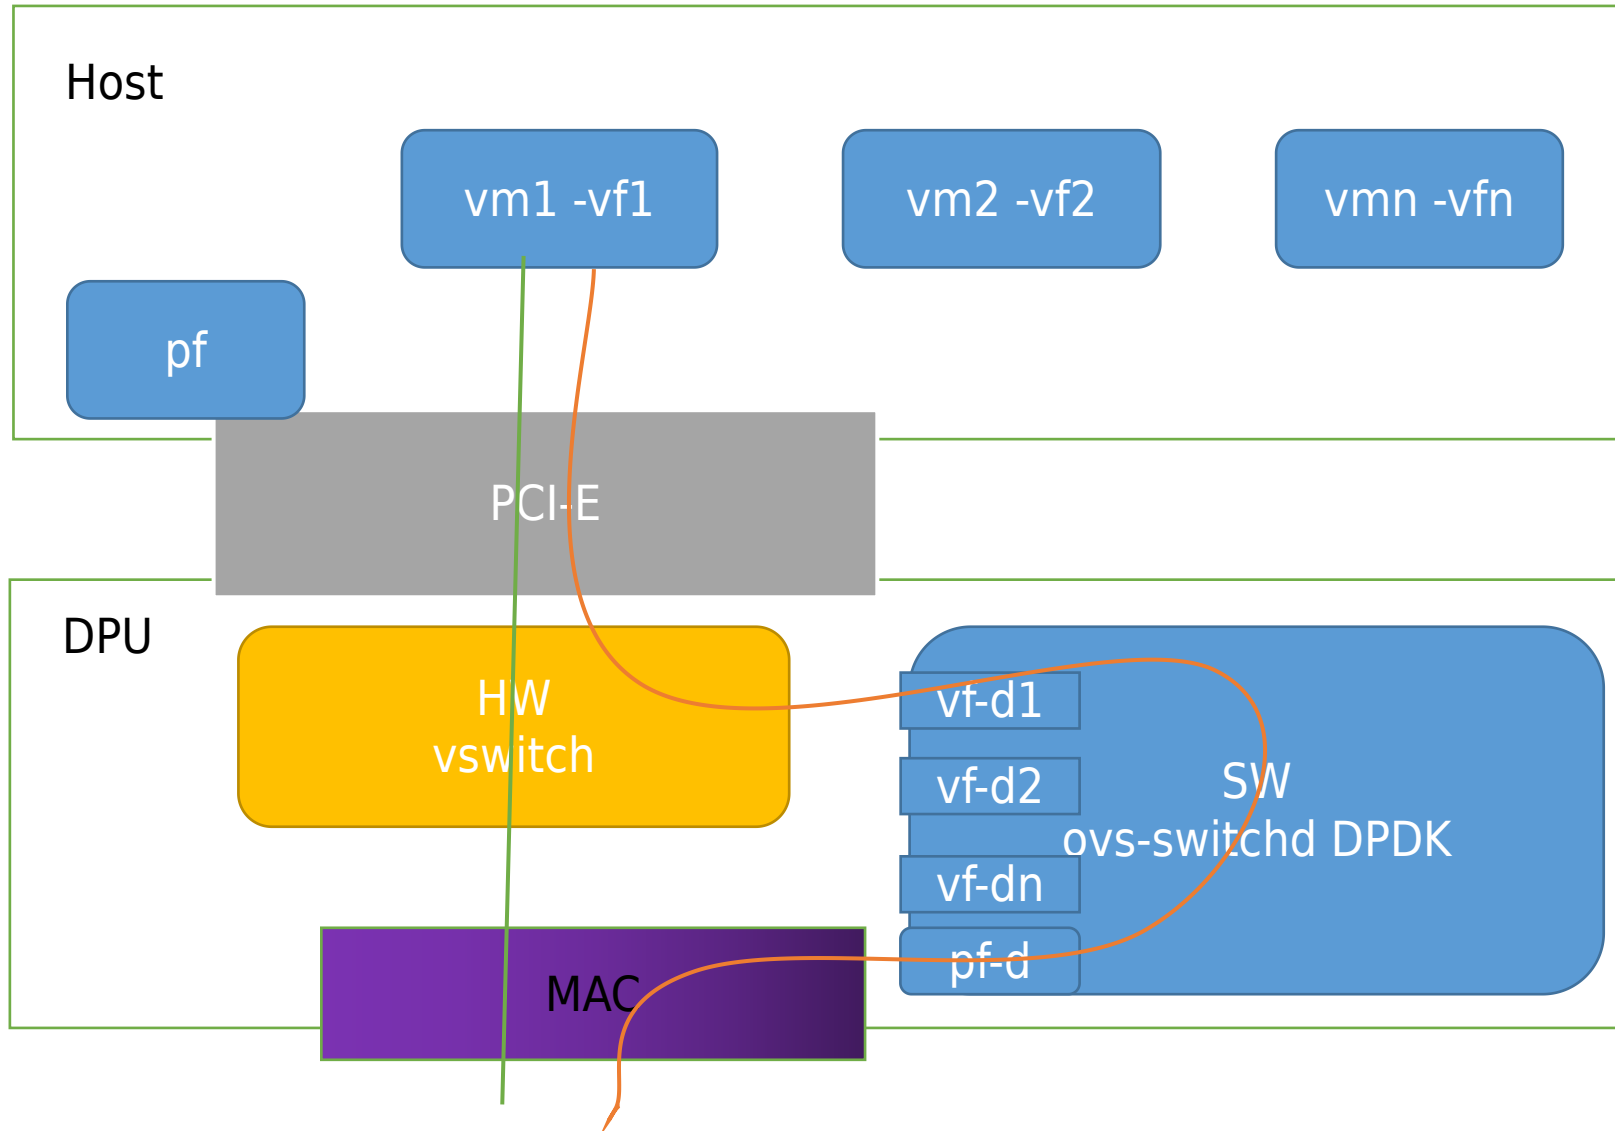 Host
vm1 -vf1
vm2 -vf2
vmn -vfn
pf
PCI-E
DPU
HW
vswitch
vf-d1
vf-d2
vf-dn
pf-d
SW
ovs-switchd DPDK
MAC